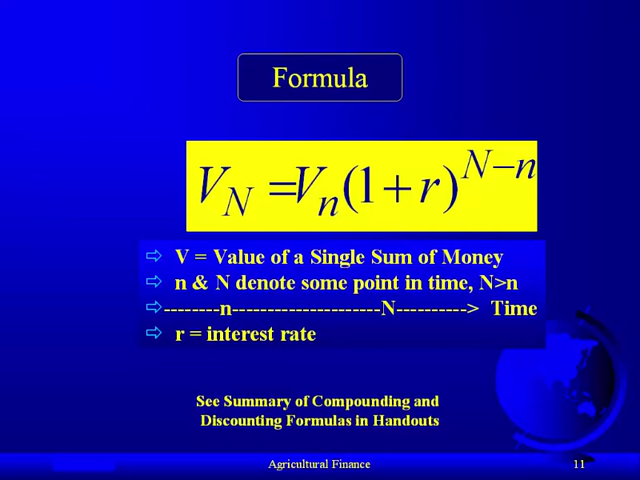 Formula
V_N = V_n(1 + r)^{N-n}
⇨ V = Value of a Single Sum of Money
⇨ n & N denote some point in time, N>n
⇨--------n---------------------N----------> Time
⇨ r = interest rate
See Summary of Compounding and
Discounting Formulas in Handouts
Agricultural Finance 11